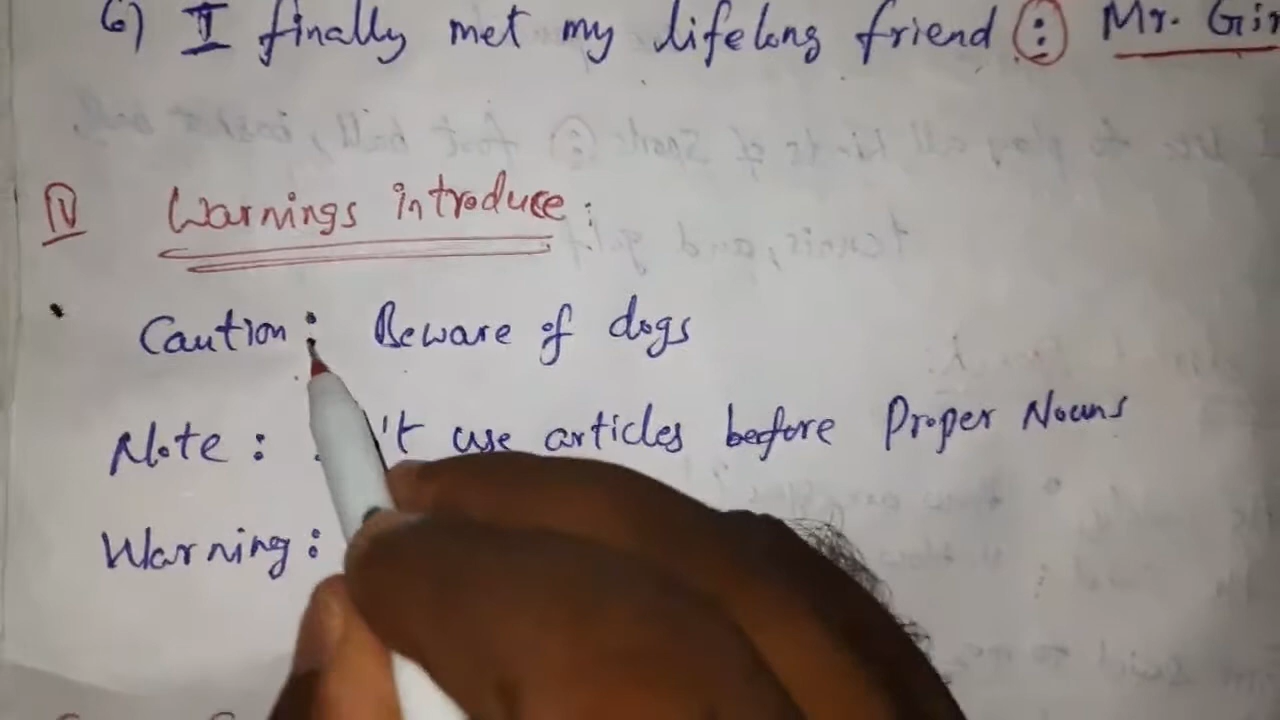 6) I finally met my lifelong friend : Mr.
IV Warnings introduce :
• Caution : Beware of dogs
Note : 't use articles before Proper Nouns
Warning :